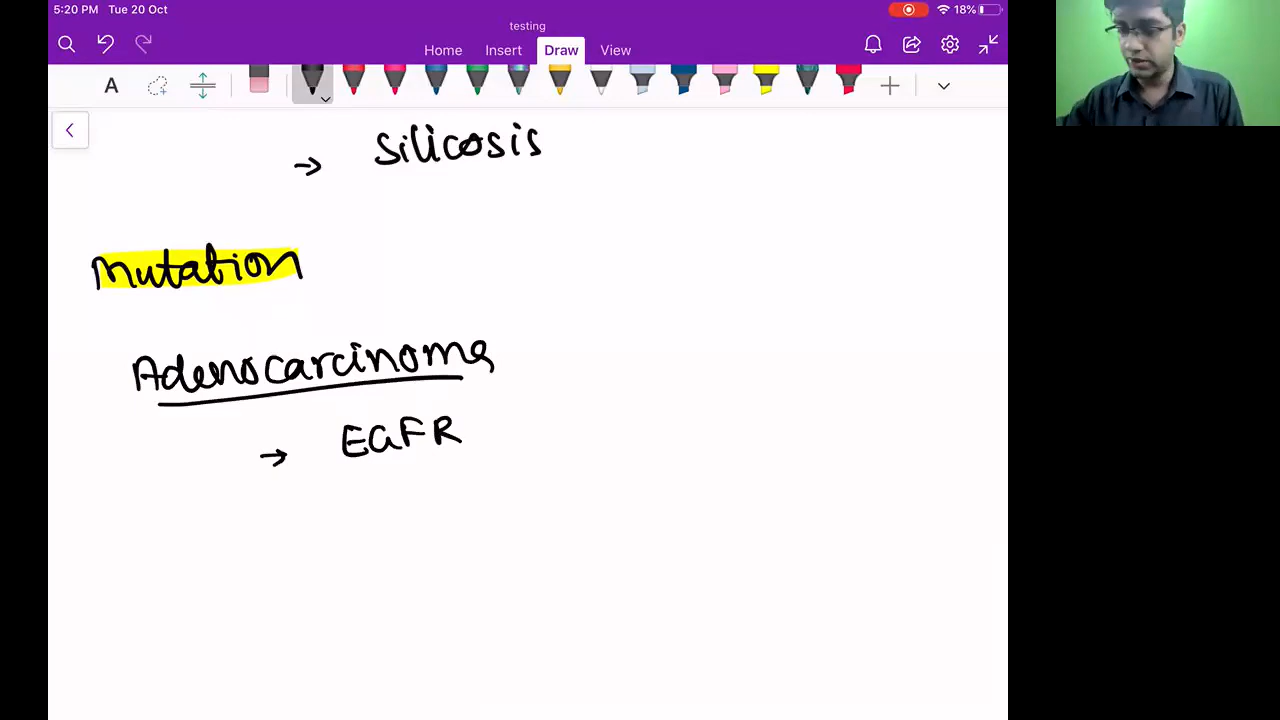 5:20 PM Tue 20 Oct 18%
testing
Home Insert Draw View
A
→ Silicosis
Mutation
Adenocarcinoma
→ EGFR